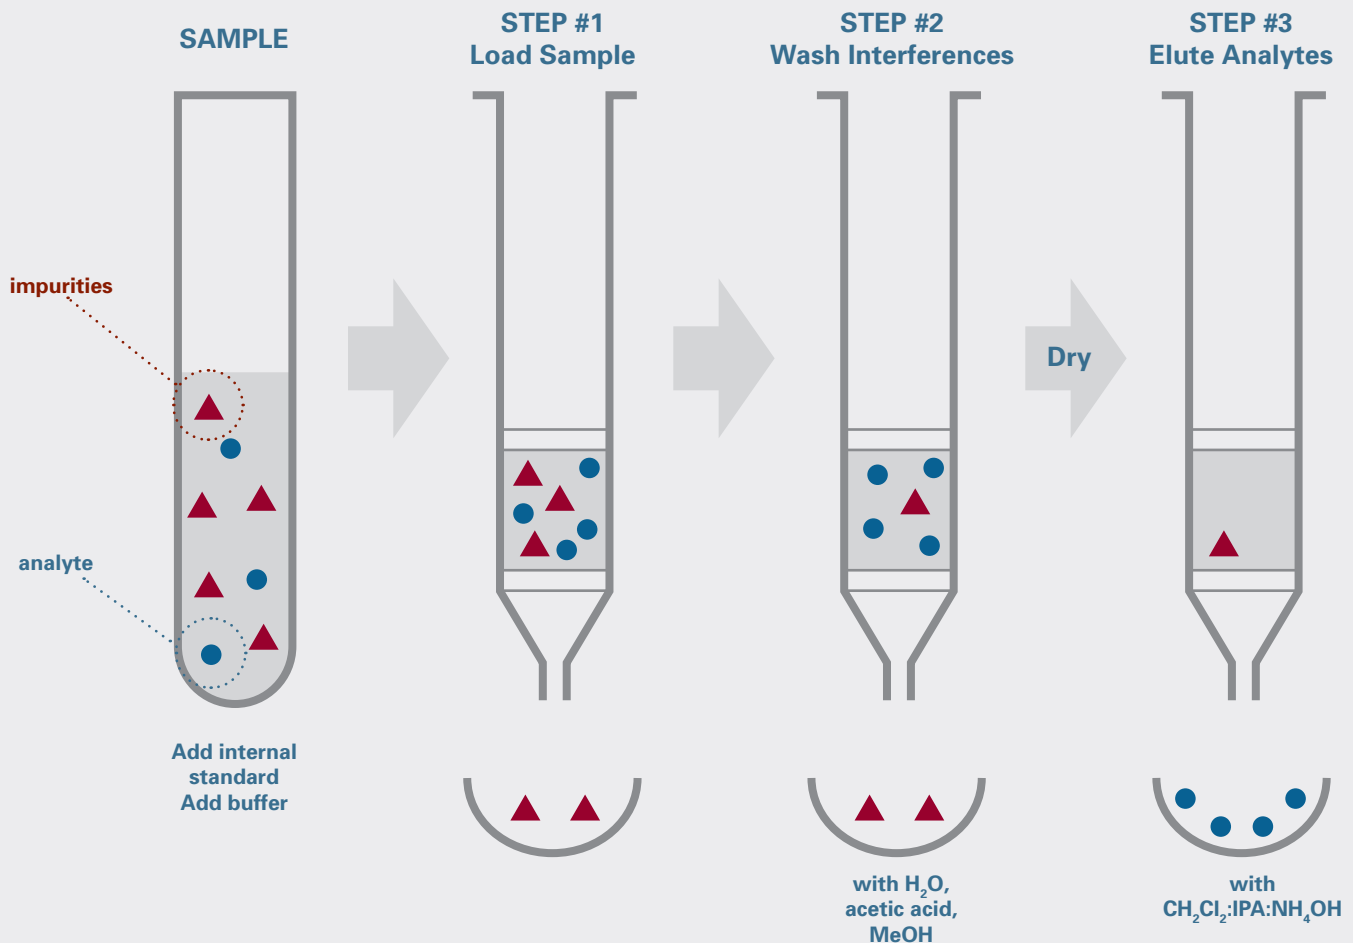 SAMPLE
STEP #1
Load Sample
STEP #2
Wash Interferences
STEP #3
Elute Analytes
impurities
Dry
analyte
Add internal
standard
Add buffer
with H₂O,
acetic acid,
MeOH
with
CH₂Cl₂:IPA:NH₄OH